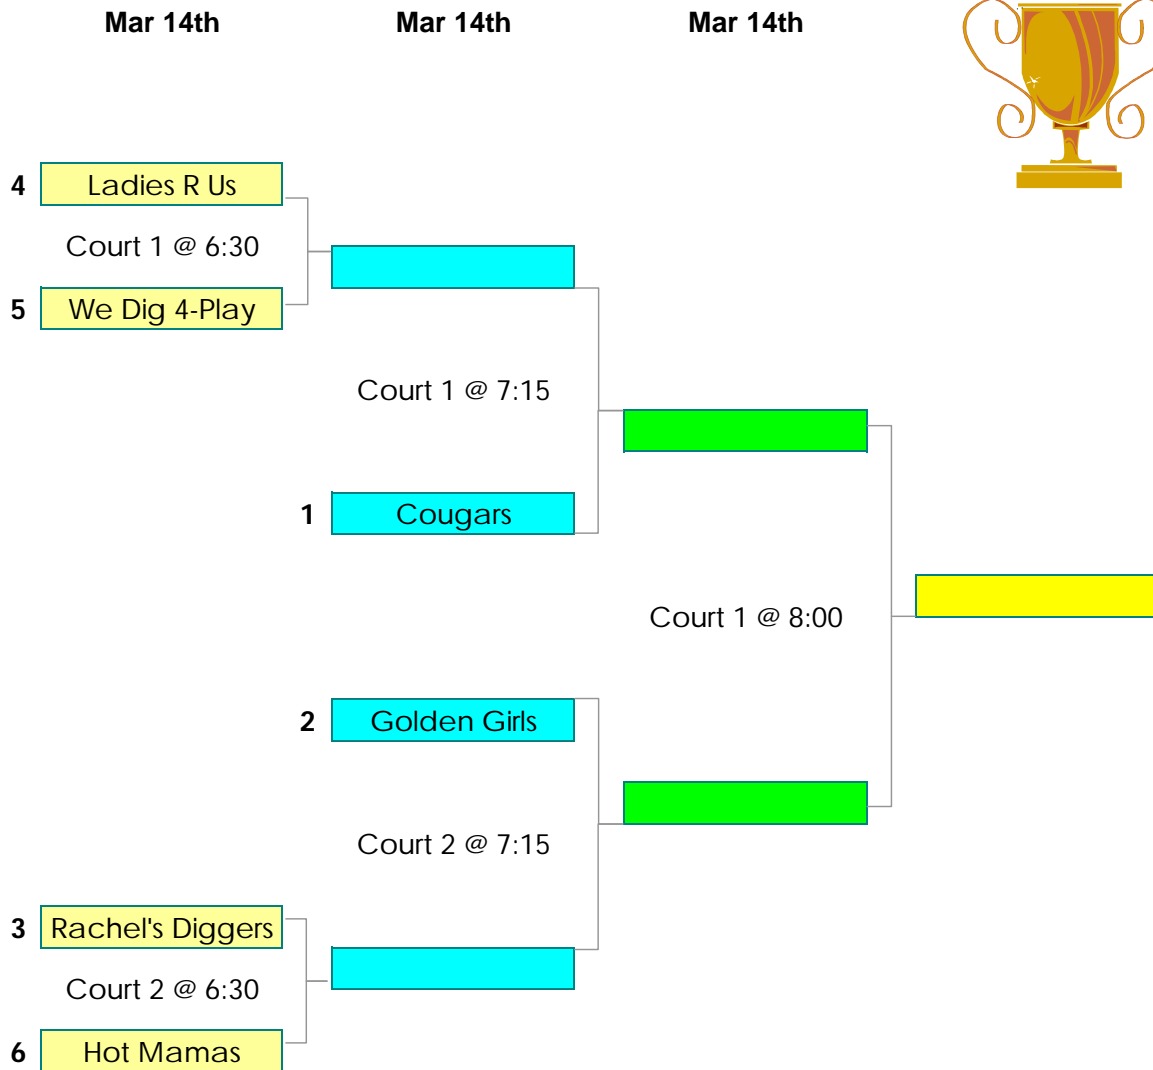 Mar 14th Mar 14th Mar 14th
4 Ladies R Us
Court 1 @ 6:30
5 We Dig 4-Play
Court 1 @ 7:15
1 Cougars
Court 1 @ 8:00
2 Golden Girls
Court 2 @ 7:15
3 Rachel's Diggers
Court 2 @ 6:30
6 Hot Mamas